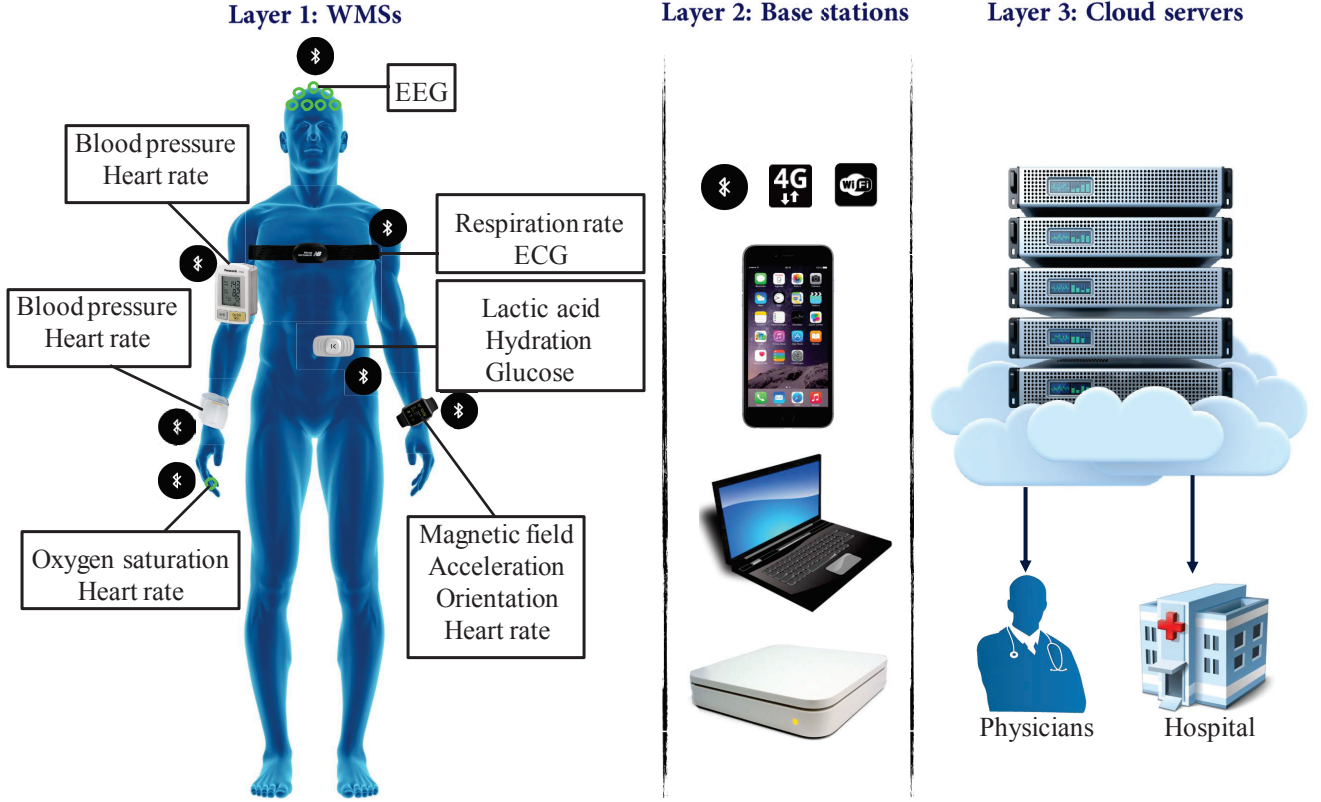 Layer 1: WMSs
Layer 2: Base stations
Layer 3: Cloud servers
EEG
Blood pressure
Heart rate
Respiration rate
ECG
Blood pressure
Heart rate
Lactic acid
Hydration
Glucose
Oxygen saturation
Heart rate
Magnetic field
Acceleration
Orientation
Heart rate
4G
WiFi
Physicians
Hospital